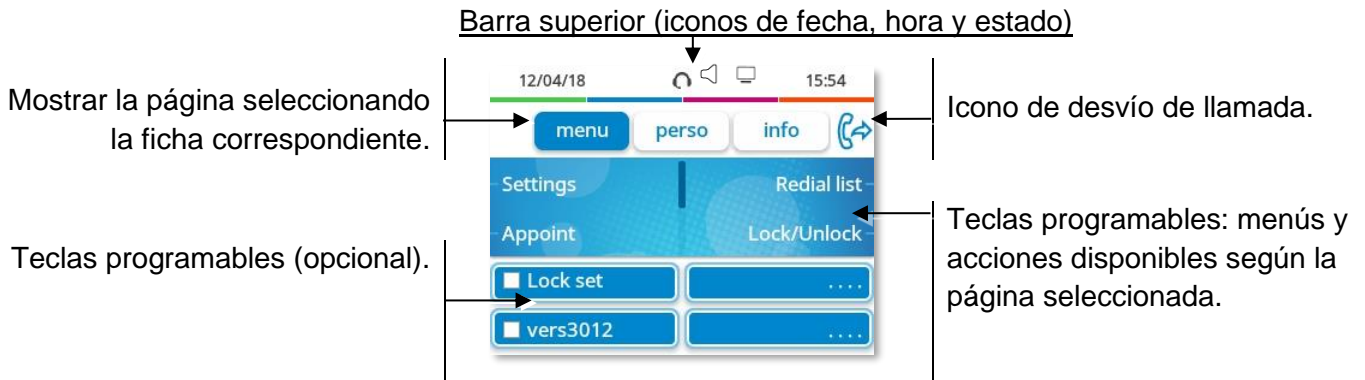 Barra superior (iconos de fecha, hora y estado)
12/04/18 15:54
Mostrar la página seleccionando
la ficha correspondiente.
menu perso info
Icono de desvío de llamada.
Settings Redial list
Appoint Lock/Unlock
Teclas programables: menús y
acciones disponibles según la
página seleccionada.
Teclas programables (opcional).
Lock set ....
vers3012 ....